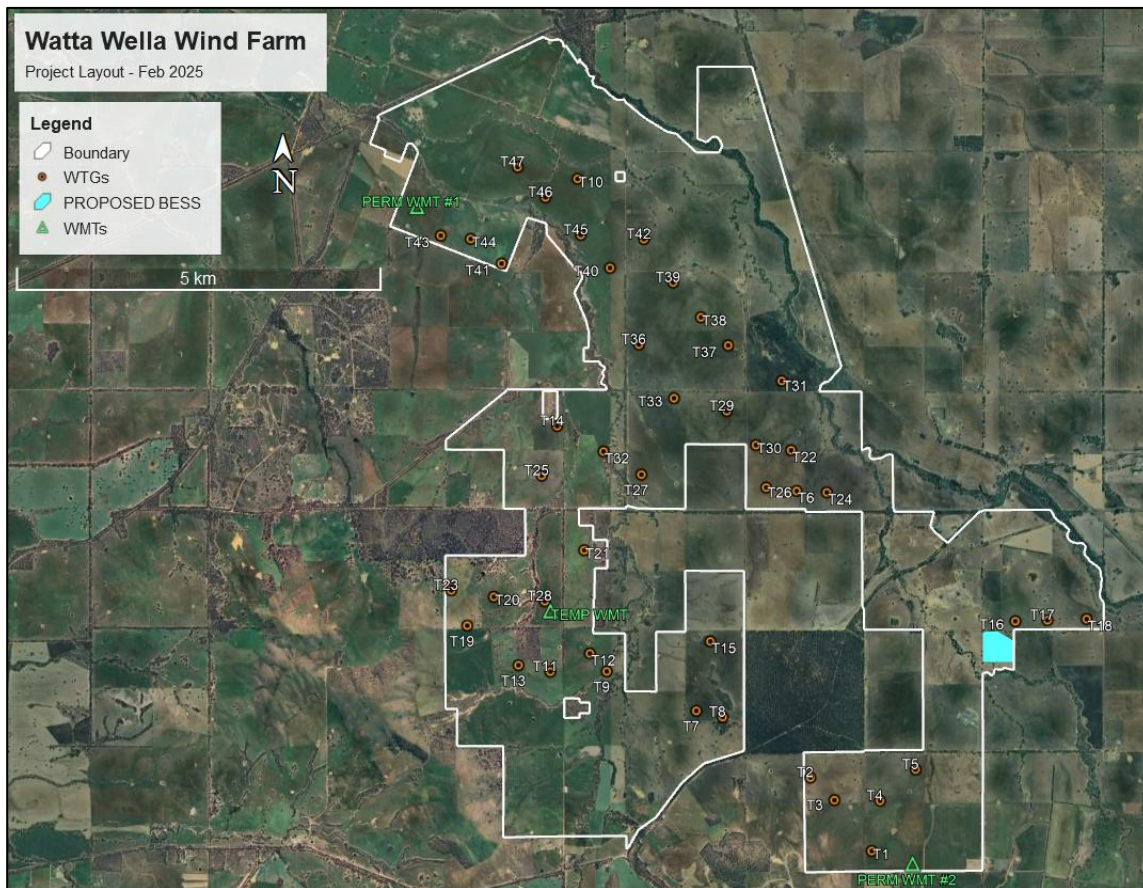 Watta Wella Wind Farm
Project Layout - Feb 2025
Legend
Boundary
WTGs
PROPOSED BESS
WMTs
N
5 km
T47
T10
T46
PERM WMT #1
T43
T44
T45
T42
T41
T40
T39
T38
T36
T37
T31
T33
T29
T14
T30
T22
T32
T25
T27
T26
T6
T24
T21
T23
T20
T28
TEMP WMT
T19
T16
T17
T18
T15
T12
T13
T11
T9
T7
T8
T2
T5
T3
T4
T1
PERM WMT #2